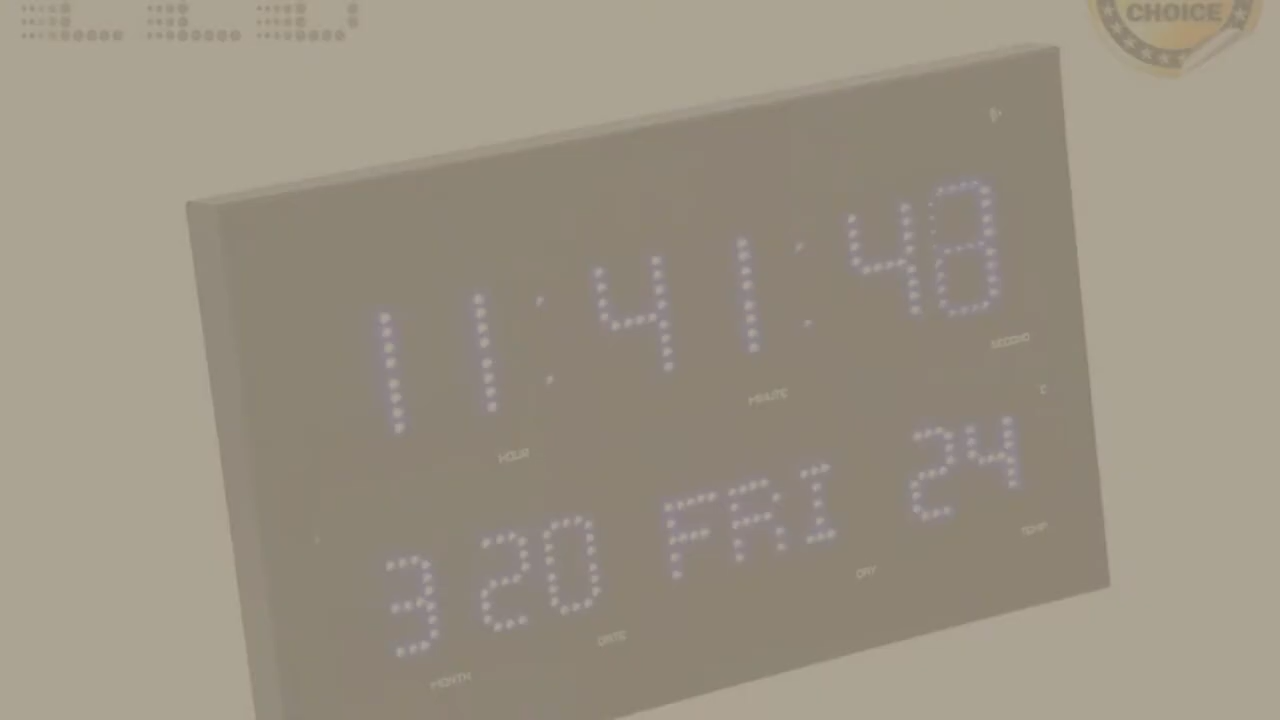 CHOICE
11:41:48
HOUR MINUTE SECOND
C
3 20 FRI 24
MONTH DATE DAY TEMP